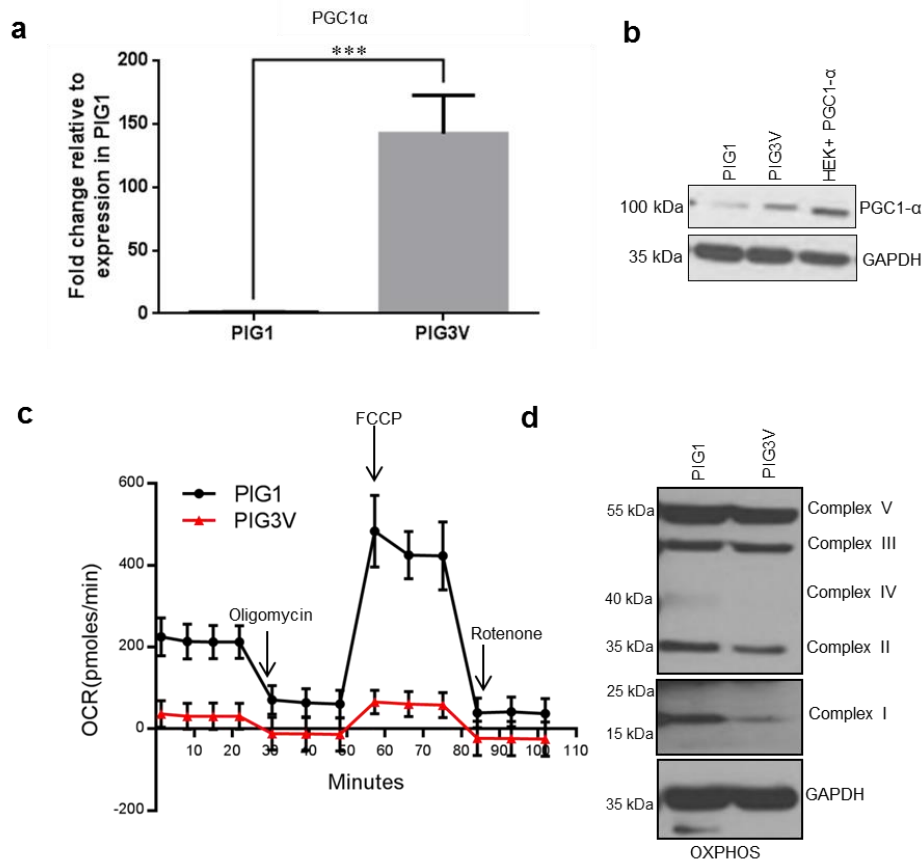 a
PGC1α
***
Fold change relative to
expression in PIG1
200
150
100
50
0
PIG1
PIG3V
b
PIG1
PIG3V
HEK+ PGC1-α
100 kDa
PGC1-α
35 kDa
GAPDH
c
FCCP
600
400
200
0
-200
OCR(pmoles/min)
PIG1
PIG3V
Oligomycin
Rotenone
10 20 30 40 50 60 70 80 90 100 110
Minutes
d
PIG1
PIG3V
55 kDa
Complex V
Complex III
40 kDa
Complex IV
35 kDa
Complex II
25 kDa
Complex I
15 kDa
35 kDa
GAPDH
OXPHOS